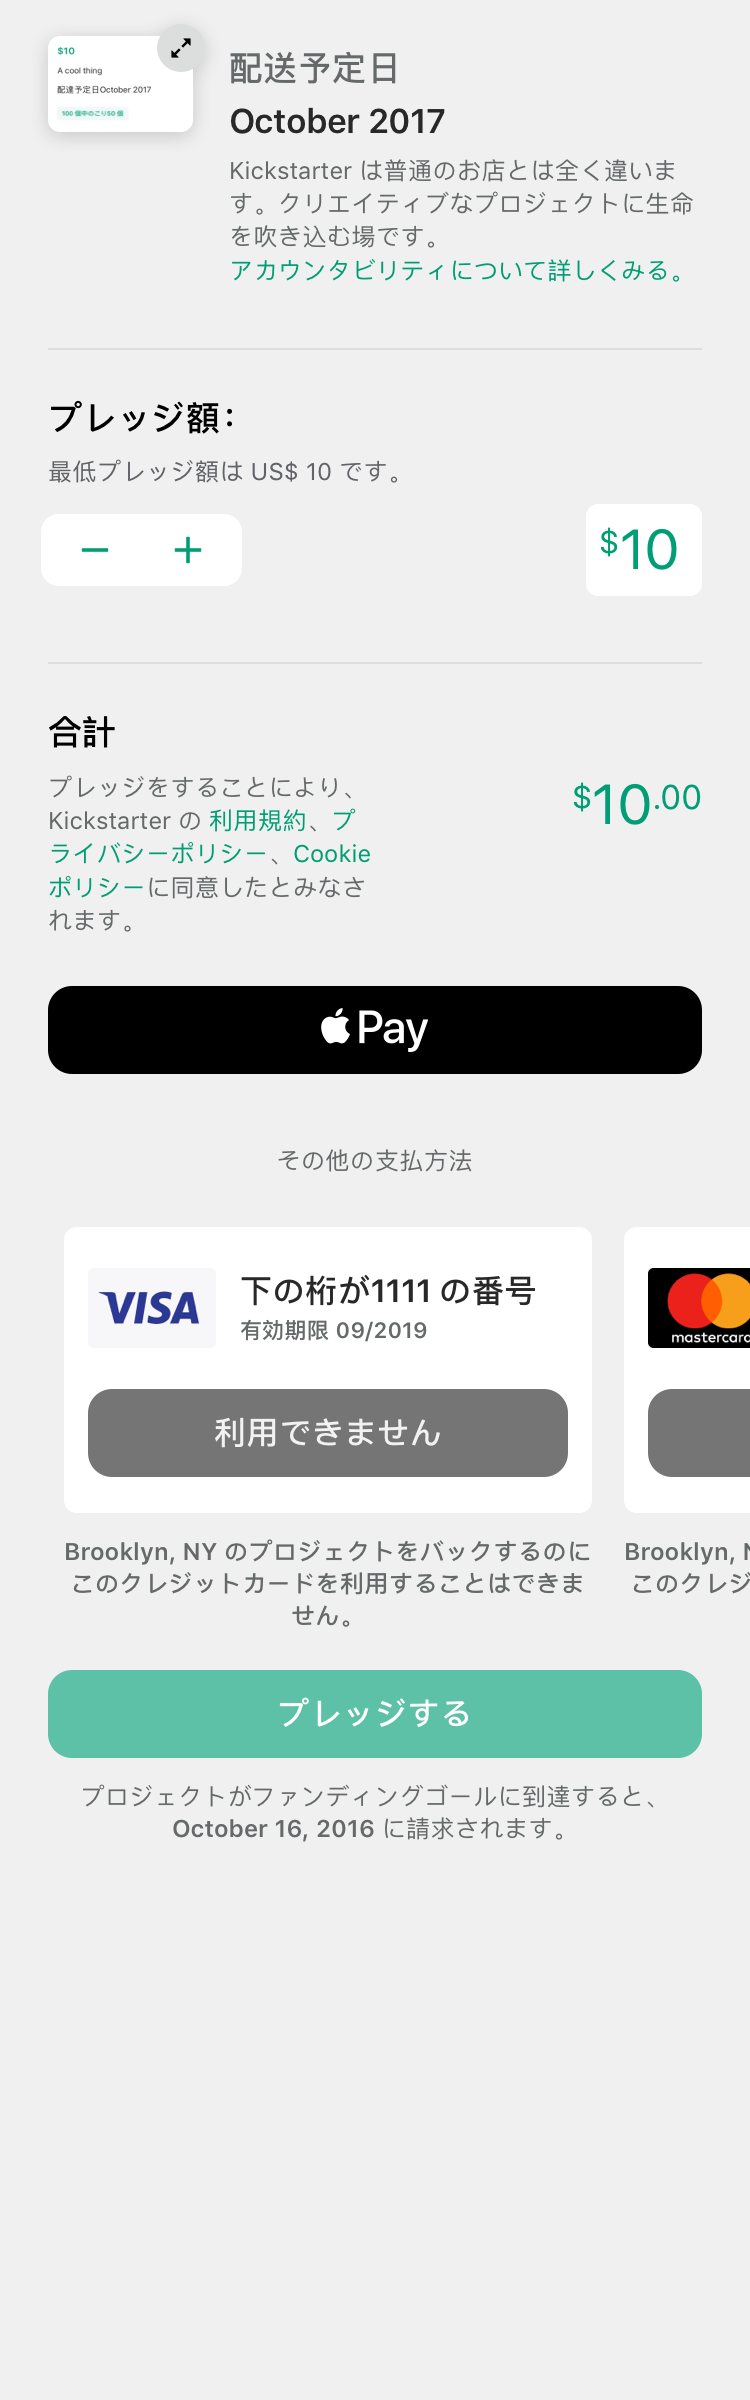 $10
A cool thing
配達予定日October 2017
100 個中のこり50 個
配送予定日
October 2017
Kickstarter は普通のお店とは全く違いま
す。クリエイティブなプロジェクトに生命
を吹き込む場です。
アカウンタビリティについて詳しくみる。
プレッジ額：
最低プレッジ額は US$ 10 です。
$10
合計
プレッジをすることにより、
Kickstarter の 利用規約、プ
ライバシーポリシー、Cookie
ポリシーに同意したとみなさ
れます。
$10.00
Pay
その他の支払方法
VISA
下の桁が1111 の番号
有効期限 09/2019
利用できません
Brooklyn, NY のプロジェクトをバックするのに
このクレジットカードを利用することはできま
せん。
mastercard
Brooklyn, N
このクレジ
プレッジする
プロジェクトがファンディングゴールに到達すると、
October 16, 2016 に請求されます。